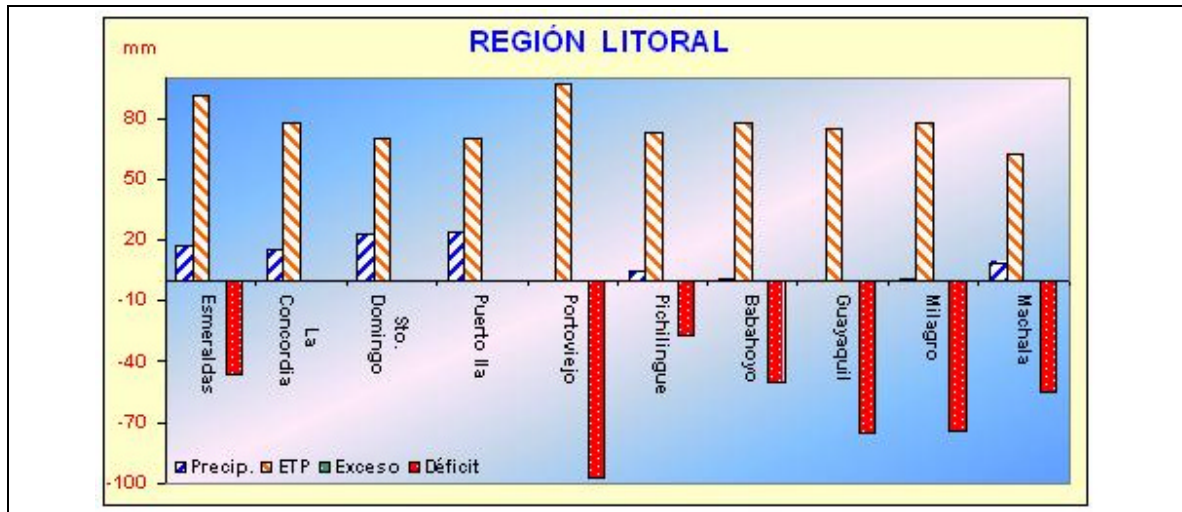 REGIÓN LITORAL
mm
80
50
20
-10
-40
-70
-100
Esmeraldas
La
Concordia
Sto.
Domingo
Puerto Ila
Portoviejo
Pichilingue
Babahoyo
Guayaquil
Milagro
Machala
Precip. ETP Exceso Déficit